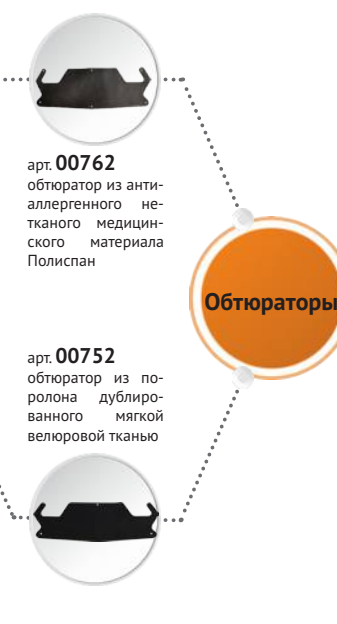 арт. 00762
обтюратор из анти-
аллергенного не-
тканого медицин-
ского материала
Полиспан
Обтюраторы
арт. 00752
обтюратор из по-
ролона дублиро-
ванного мягкой
велюровой тканью